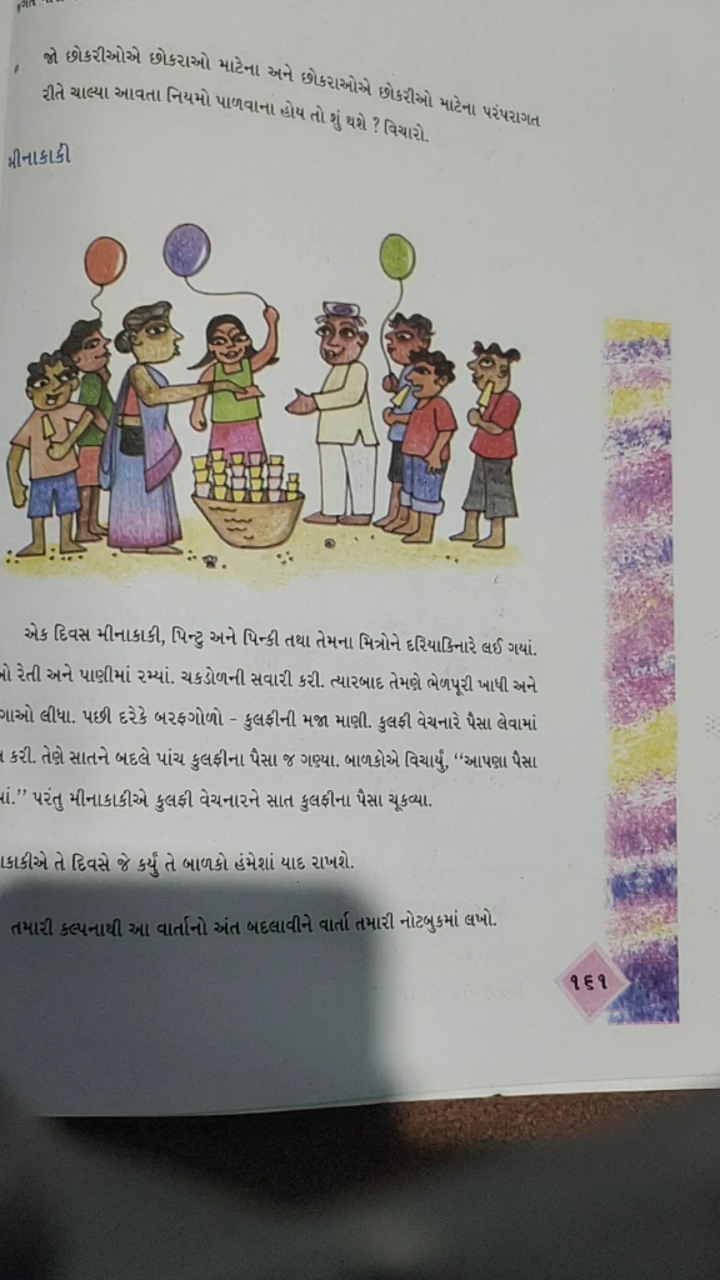 જો છોકરીઓએ છોકરાઓ માટેના અને છોકરાઓએ છોકરીઓ માટેના પરંપરાગત
રીતે ચાલ્યા આવતા નિયમો પાળવાના હોય તો શું થશે ? વિચારો.
મીનાકાકી
એક દિવસ મીનાકાકી, પિન્ટુ અને પિન્કી તથા તેમના મિત્રોને દરિયાકિનારે લઈ ગયાં.
રેતી અને પાણીમાં રમ્યાં. ચકડોળની સવારી કરી. ત્યારબાદ તેમણે ભેળપૂરી ખાધી અને
લીધા. પછી દરેકે બરફગોળો - કુલફીની મજા માણી. કુલફી વેચનારે પૈસા લેવામાં
કરી. તેણે સાતને બદલે પાંચ કુલફીના પૈસા જ ગણ્યા. બાળકોએ વિચાર્યું, “આપણા પૈસા
પરંતુ મીનાકાકીએ કુલફી વેચનારને સાત કુલફીના પૈસા ચૂકવ્યા.
તે દિવસે જે કર્યું તે બાળકો હંમેશાં યાદ રાખશે.
તમારી કલ્પનાથી આ વાર્તાનો અંત બદલાવીને વાર્તા તમારી નોટબુકમાં લખો.
૧૬૧